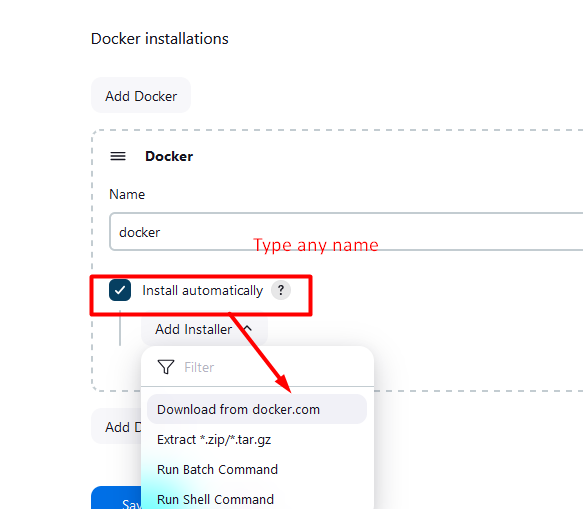 Docker installations
Add Docker
Docker
Name
docker
Type any name
Install automatically ?
Add Installer
Filter
Download from docker.com
Extract *.zip/*.tar.gz
Add D
Run Batch Command
Run Shell Command
Sav